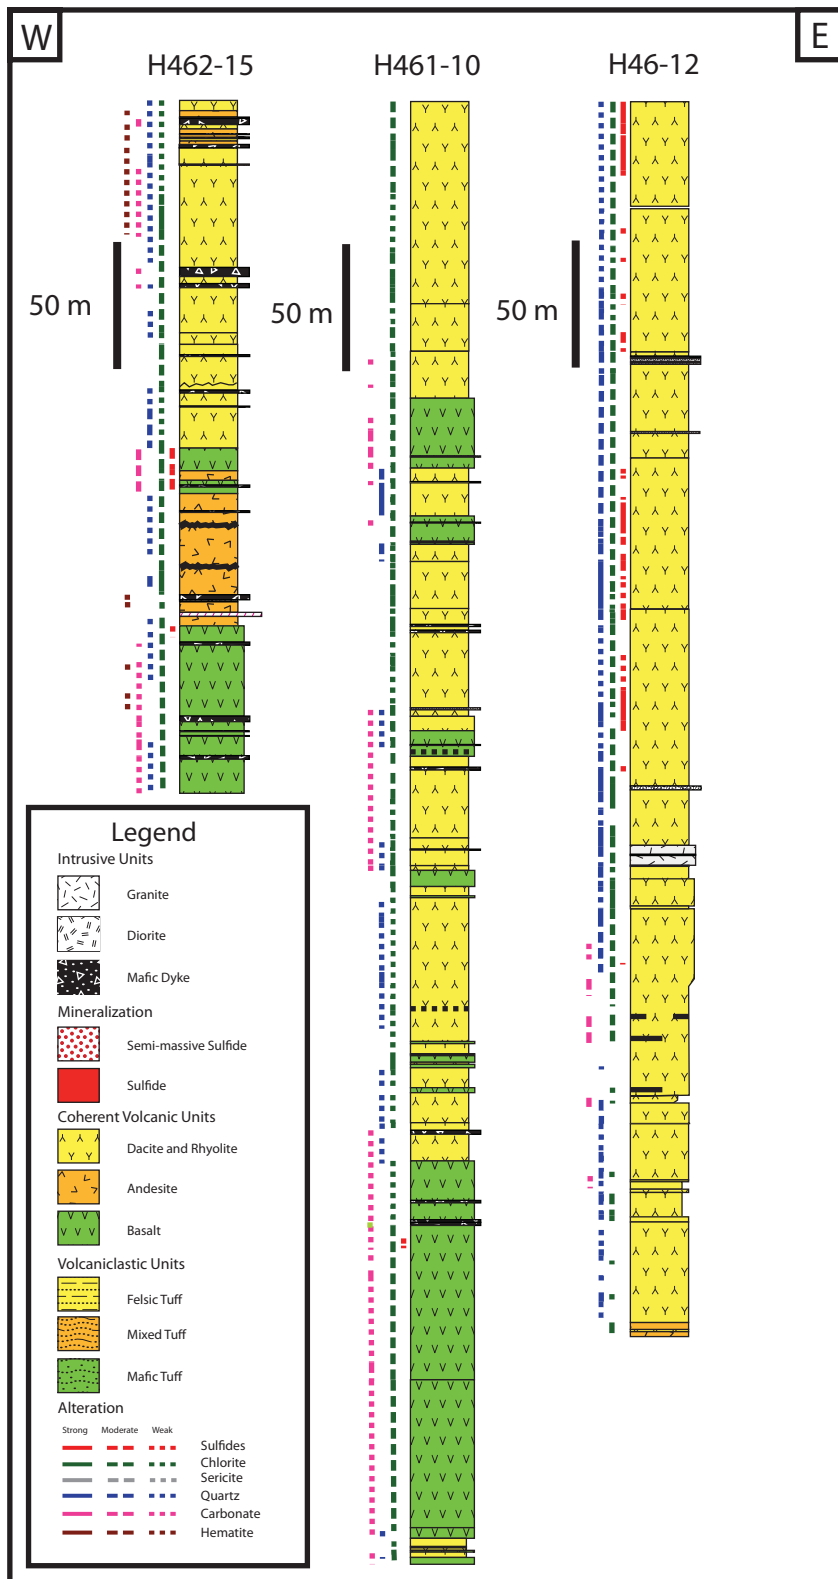 W
E
H462-15
H461-10
H46-12
50 m
50 m
50 m
Legend
Intrusive Units
Granite
Diorite
Mafic Dyke
Mineralization
Semi-massive Sulfide
Sulfide
Coherent Volcanic Units
Dacite and Rhyolite
Andesite
Basalt
Volcaniclastic Units
Felsic Tuff
Mixed Tuff
Mafic Tuff
Alteration
Strong Moderate Weak
Sulfides
Chlorite
Sericite
Quartz
Carbonate
Hematite